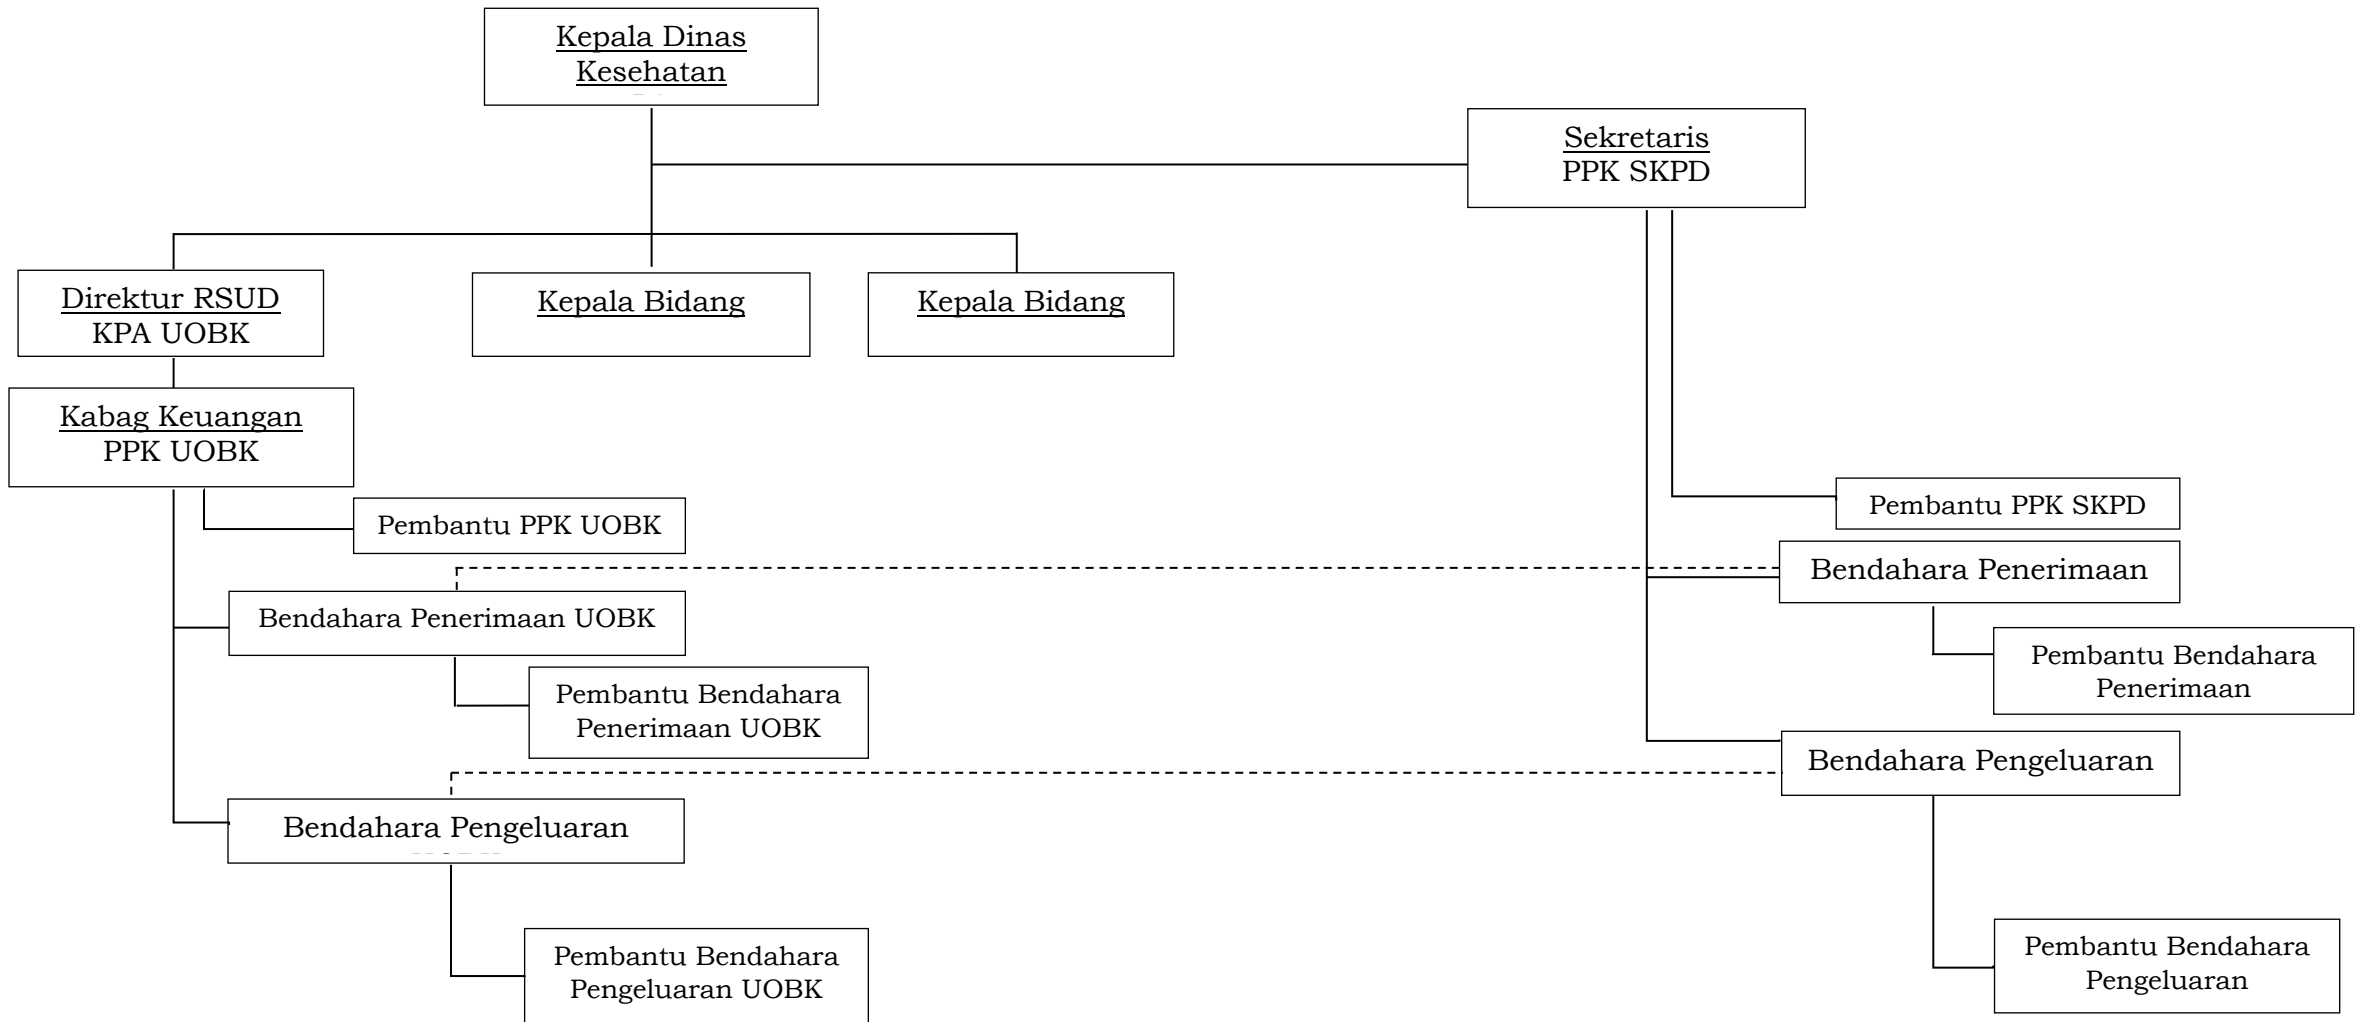 Kepala Dinas
Kesehatan
Sekretaris
PPK SKPD
Direktur RSUD
KPA UOBK
Kepala Bidang
Kepala Bidang
Kabag Keuangan
PPK UOBK
Pembantu PPK UOBK
Pembantu PPK SKPD
Bendahara Penerimaan
Bendahara Penerimaan UOBK
Pembantu Bendahara
Penerimaan
Pembantu Bendahara
Penerimaan UOBK
Bendahara Pengeluaran
Bendahara Pengeluaran
Pembantu Bendahara
Pengeluaran UOBK
Pembantu Bendahara
Pengeluaran